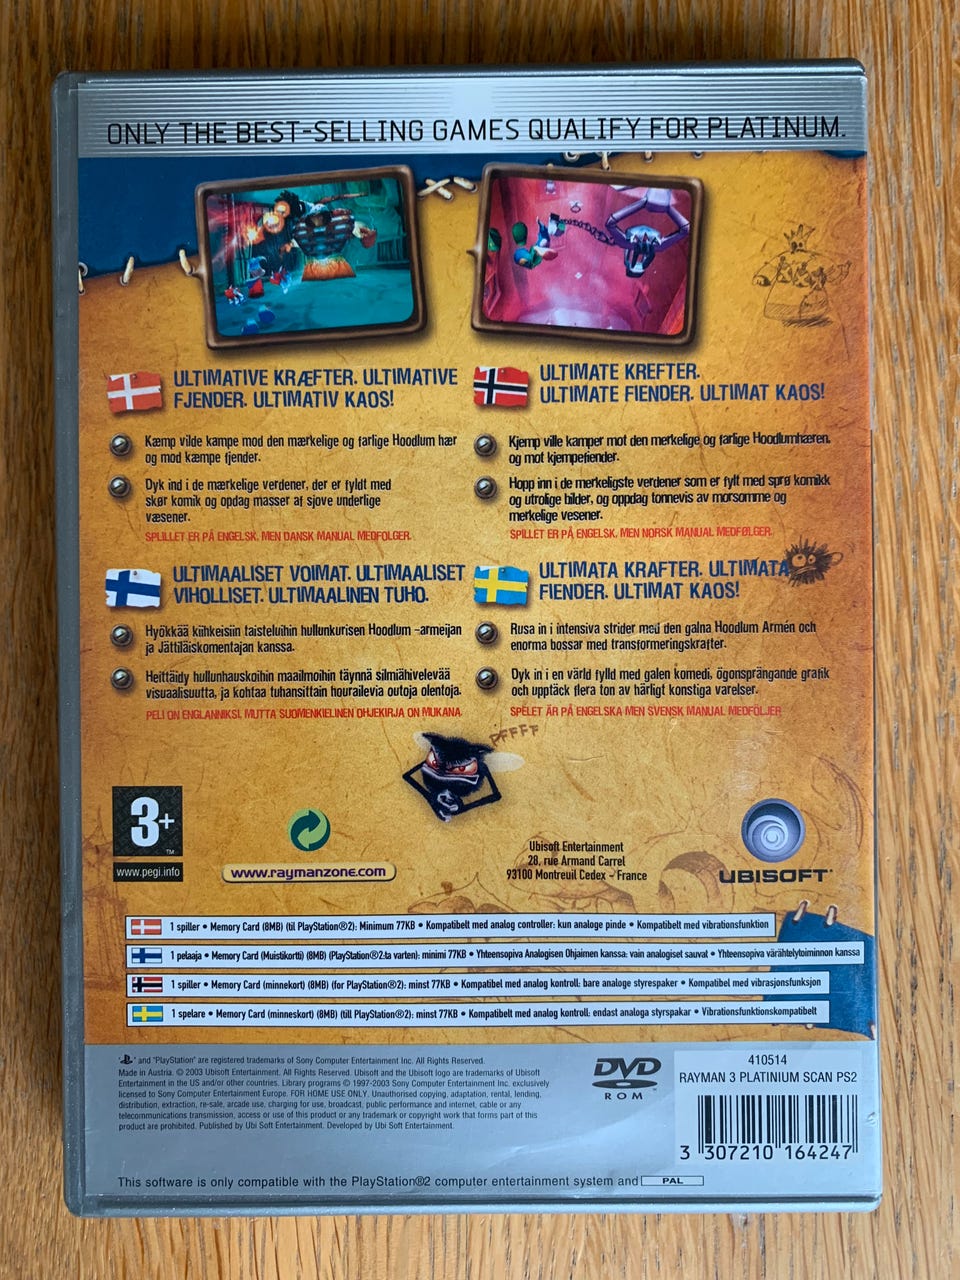 ONLY THE BEST-SELLING GAMES QUALIFY FOR PLATINUM.
ULTIMATIVE KRÆFTER. ULTIMATIVE
FJENDER. ULTIMATIV KAOS!
Kæmp vilde kampe mod den mærkelige og farlige Hoodlum hær
og mod kæmpe fjender.
Dyk ind i de mærkelige verdener, der er fyldt med
skør komik og opdag masser af sjove underlige
væsener.
SPILLET ER PÅ ENGELSK, MEN DANSK MANUAL MEDFOLGER.
ULTIMATE KREFTER.
ULTIMATE FIENDER. ULTIMAT KAOS!
Kjemp ville kamper mot den merkelige og farlige Hoodlumhæren,
og mot kjempefiender.
Hopp inn i de merkeligste verdener som er fylt med sprø komikk
og utrolige bilder, og oppdag tonnevis av morsomme og
merkelige vesener.
SPILLET ER PÅ ENGELSK, MEN NORSK MANUAL MEDFØLGER.
ULTIMAALISET VOIMAT. ULTIMAALISET
VIHOLLISET. ULTIMAALINEN TUHO.
Hyökkää kiihkeisiin taisteluihin hullunkurisen Hoodlum -armeijan
ja Jättiläiskomentajan kanssa.
Heittäidy hullunhauskoihin maailmoihin täynnä silmiähivelevää
visuaalisuutta, ja kohtaa tuhansittain hourailevia outoja olentoja.
PELI ON ENGLANNIKSI, MUTTA SUOMENKIELINEN OHJEKIRJA ON MUKANA.
ULTIMATA KRAFTER. ULTIMATA
FIENDER. ULTIMAT KAOS!
Rusa in i intensiva strider med den galna Hoodlum Armén och
enorma bossar med transformeringskrafter.
Dyk in i en värld fylld med galen komedi, ögonsprängande grafik
och upptäck flera ton av härligt konstiga varelser.
SPELET ÄR PÅ ENGELSKA MEN SVENSK MANUAL MEDFÖLJER
PFFFF
3+
TM
www.pegi.info
www.raymanzone.com
Ubisoft Entertainment
28, rue Armand Carrel
93100 Montreuil Cedex - France
UBISOFT
1 spiller • Memory Card (8MB) (til PlayStation®2): Minimum 77KB • Kompatibelt med analog controller: kun analoge pinde • Kompatibelt med vibrationsfunktion
1 pelaaja • Memory Card (Muistikortti) (8MB) (PlayStation®2:ta varten): minimi 77KB • Yhteensopiva Analogisen Ohjaimen kanssa: vain analogiset sauvat • Yhteensopiva värähtelytoiminnon kanssa
1 spiller • Memory Card (minnekort) (8MB) (for PlayStation®2): minst 77KB • Kompatibel med analog kontroll: bare analoge styrespaker • Kompatibel med vibrasjonsfunksjon
1 spelare • Memory Card (minneskort) (8MB) (till PlayStation®2): minst 77KB • Kompatibelt med analog kontroll: endast analoga styrspakar • Vibrationsfunktionskompatibelt
and "PlayStation" are registered trademarks of Sony Computer Entertainment Inc. All Rights Reserved.
Made in Austria. © 2003 Ubisoft Entertainment. All Rights Reserved. Ubisoft and the Ubisoft logo are trademarks of Ubisoft
Entertainment in the US and/or other countries. Library programs © 1997-2003 Sony Computer Entertainment Inc. exclusively
licensed to Sony Computer Entertainment Europe. FOR HOME USE ONLY. Unauthorised copying, adaptation, rental, lending,
distribution, extraction, re-sale, arcade use, charging for use, broadcast, public performance and internet, cable or any
telecommunications transmission, access or use of this product or any trademark or copyright work that forms part of this
product are prohibited. Published by Ubi Soft Entertainment. Developed by Ubi Soft Entertainment.
DVD
ROM
410514
RAYMAN 3 PLATINIUM SCAN PS2
3 307210 164247
This software is only compatible with the PlayStation®2 computer entertainment system and PAL